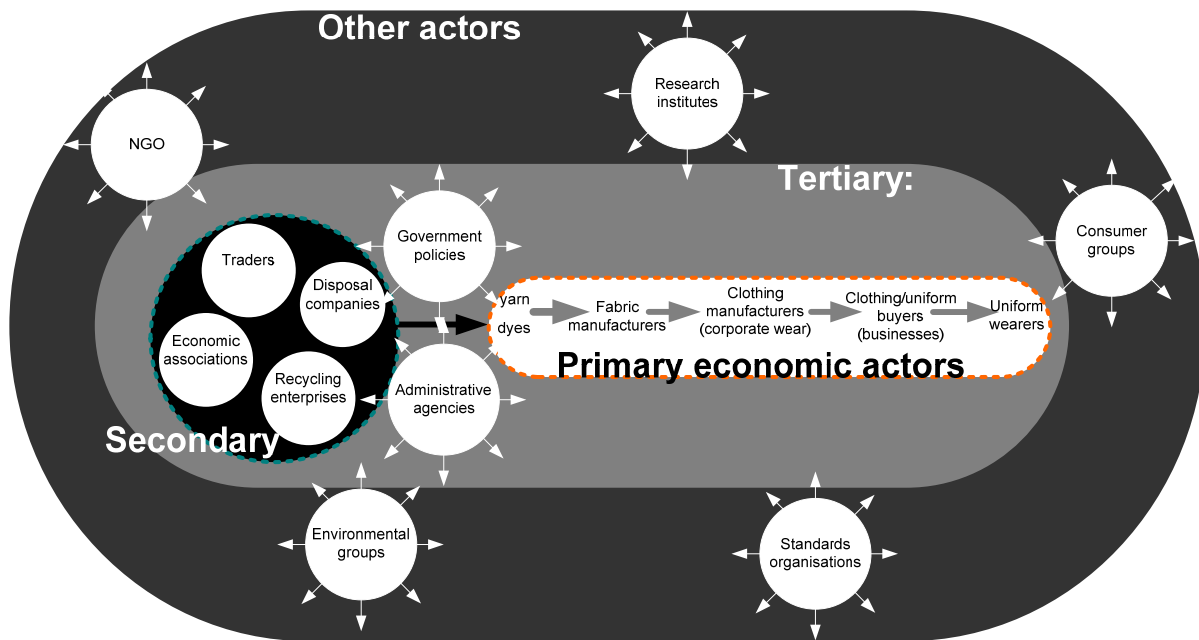 Other actors
NGO
Research
institutes
Tertiary:
Consumer
groups
Government
policies
Traders
Disposal
companies
Economic
associations
Recycling
enterprises
Secondary
Administrative
agencies
yarn
dyes
Fabric
manufacturers
Clothing
manufacturers
(corporate wear)
Clothing/uniform
buyers
(businesses)
Uniform
wearers
Primary economic actors
Environmental
groups
Standards
organisations